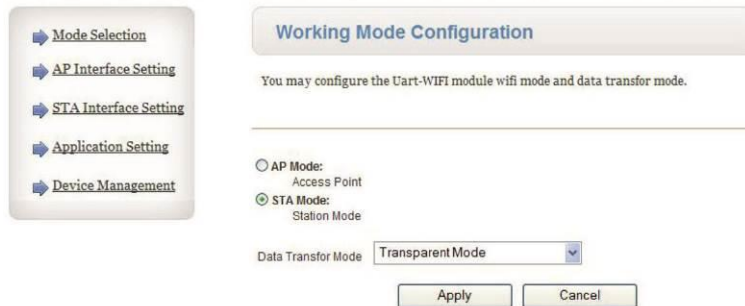 Mode Selection
AP Interface Setting
STA Interface Setting
Application Setting
Device Management
Working Mode Configuration
You may configure the Uart-WIFI module wifi mode and data transfor mode.
AP Mode:
Access Point
STA Mode:
Station Mode
Data Transfor Mode Transparent Mode
Apply Cancel